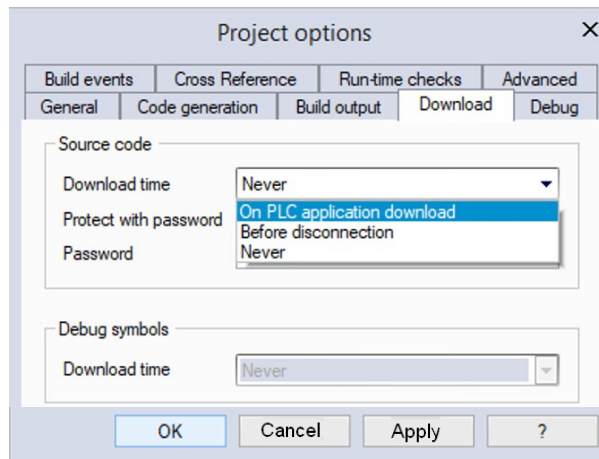 Project options
Build events Cross Reference Run-time checks Advanced
General Code generation Build output Download Debug
Source code
Download time Never
Protect with password On PLC application download
Before disconnection
Password Never
Debug symbols
Download time Never
OK Cancel Apply ?